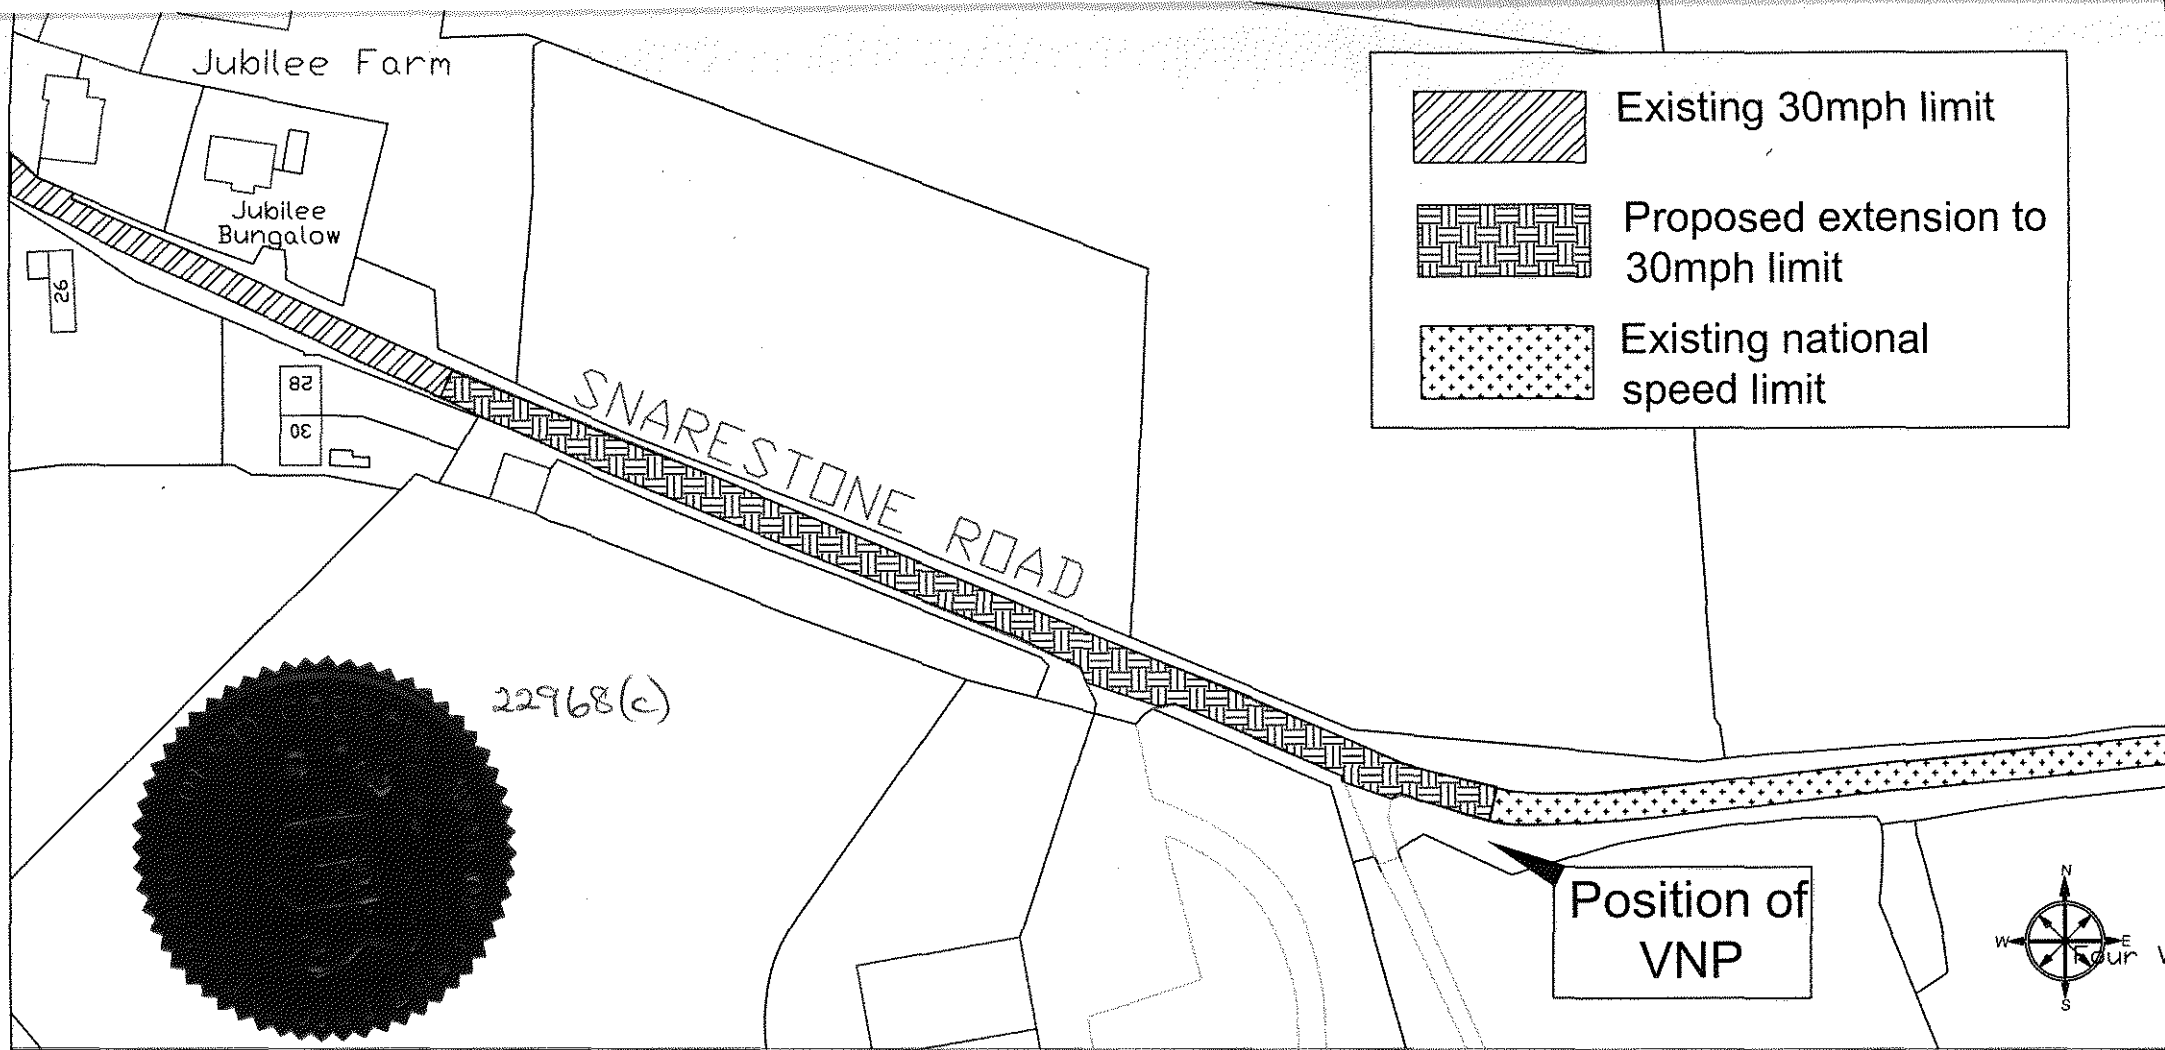 Jubilee Farm
Existing 30mph limit
Proposed extension to
30mph limit
Existing national
speed limit
Jubilee
Bungalow
26
28
30
SNARESTONE ROAD
22968(c)
Position of
VNP
N
W
E
S
Four